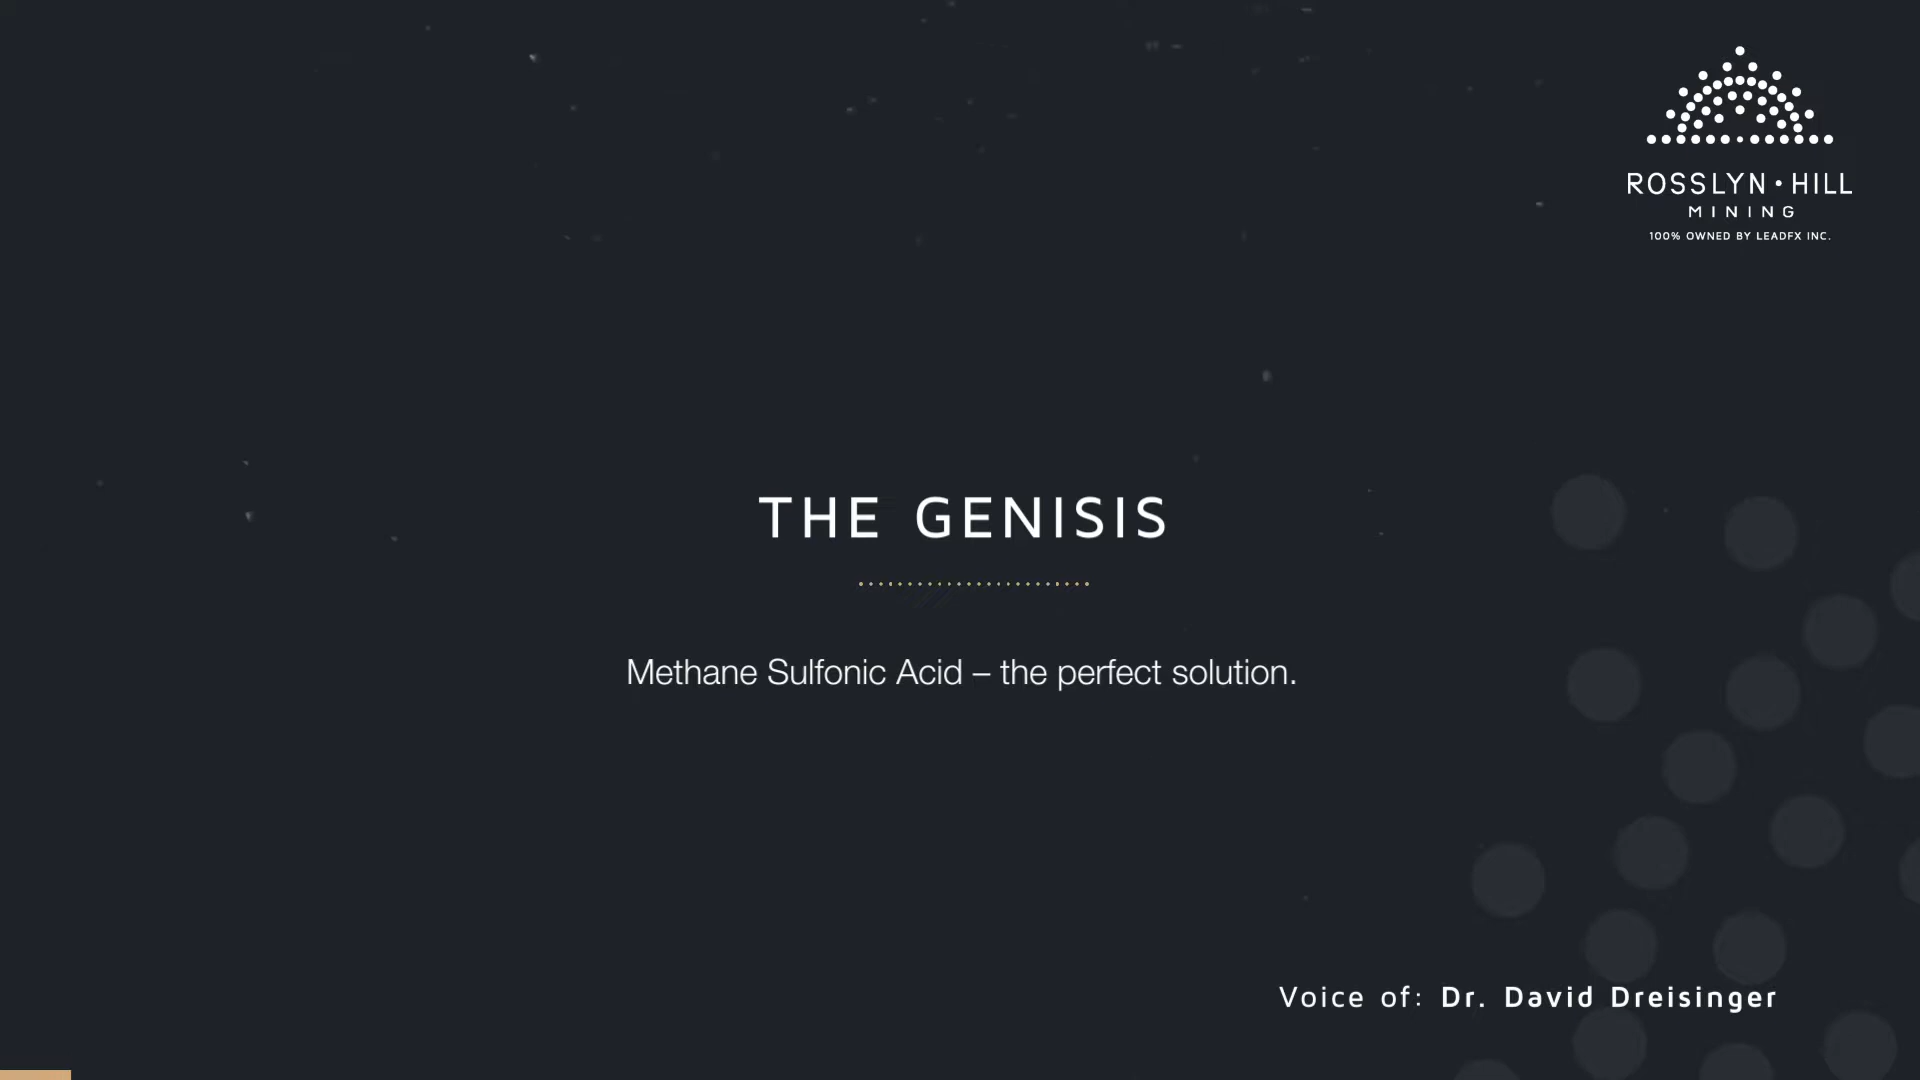 ROSSLYN • HILL
MINING
100% OWNED BY LEADFX INC.
THE GENISIS
Methane Sulfonic Acid – the perfect solution.
Voice of: Dr. David Dreisinger